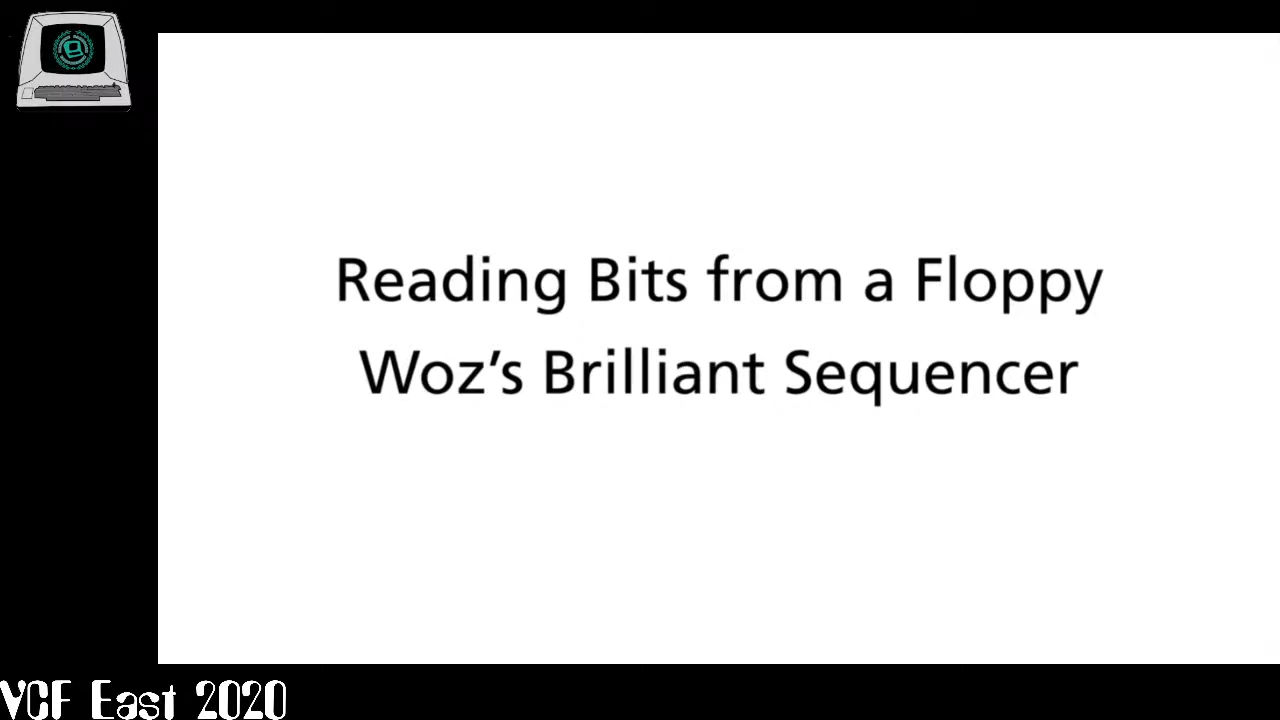 Reading Bits from a Floppy
Woz’s Brilliant Sequencer
VCF East 2020